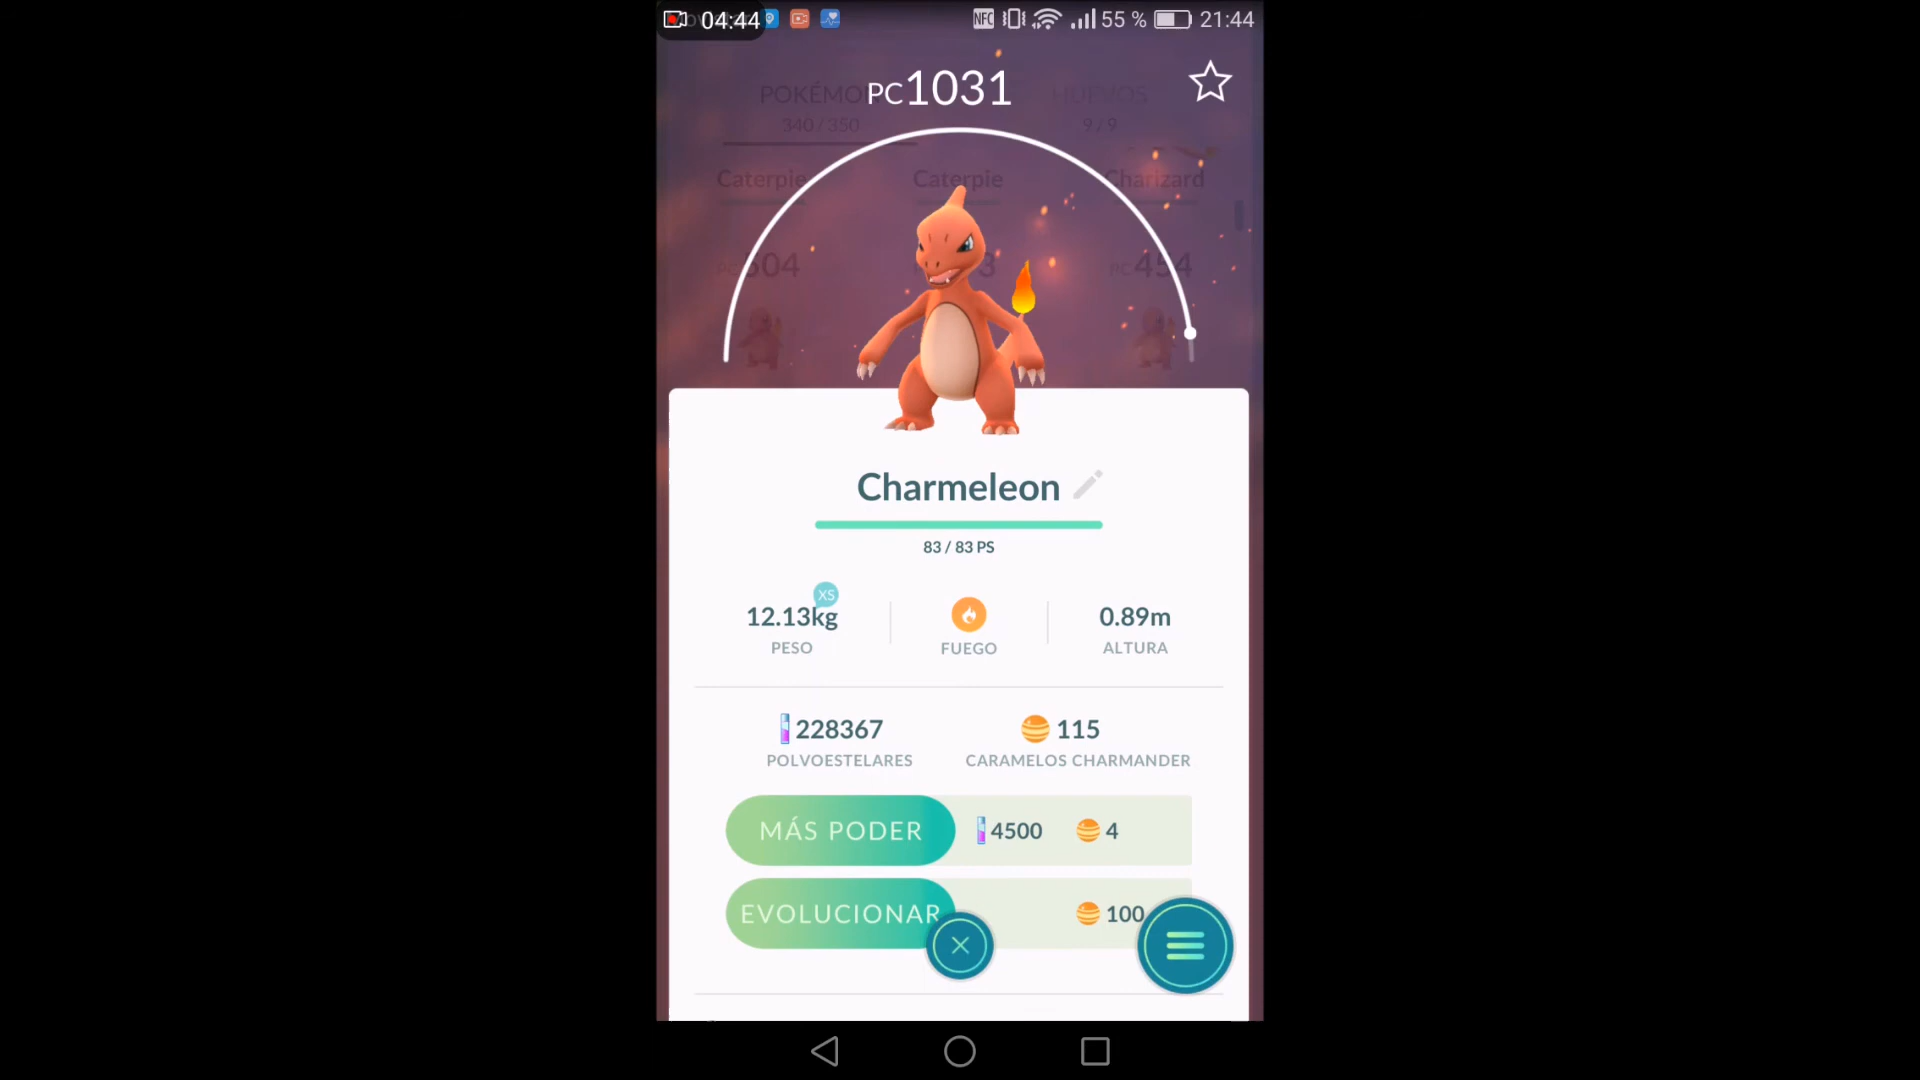 04:44 NFC 55 % 21:44
PC1031
POKÉMON HUEVOS
340/350 9/9
Caterpie Caterpie Charizard
PC454
Charmeleon
83 / 83 PS
XS
12.13kg 0.89m
PESO FUEGO ALTURA
228367 115
POLVOESTELARES CARAMELOS CHARMANDER
MÁS PODER 4500 4
EVOLUCIONAR 100